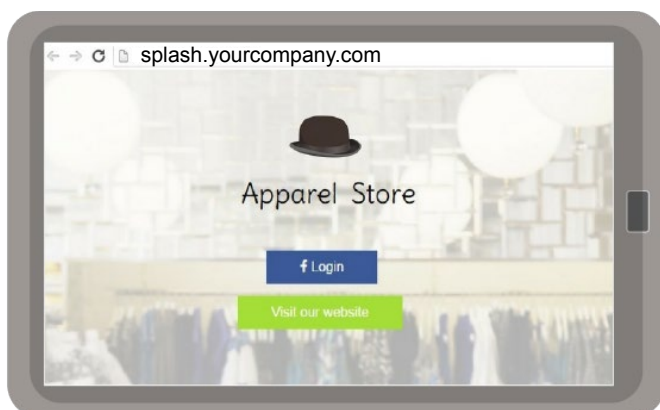 splash.yourcompany.com
Apparel Store
f Login
Visit our website